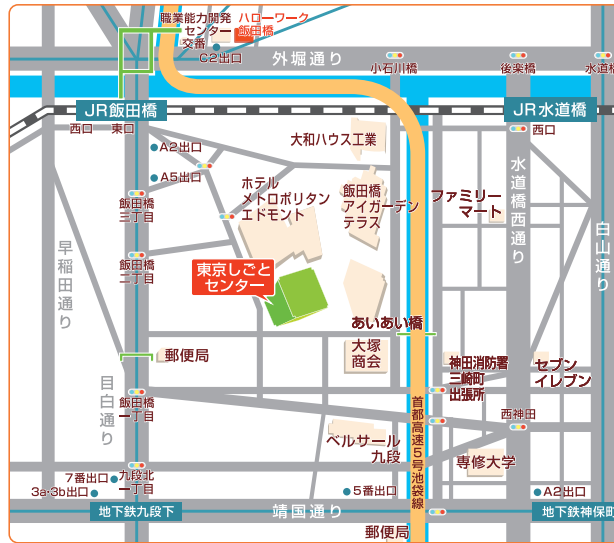 職業能力開発
センター
交番
ハローワーク
飯田橋
C2出口
外堀通り
小石川橋
後楽橋
水道橋
JR飯田橋
JR水道橋
西口
東口
西口
A2出口
A5出口
大和ハウス工業
ホテル
メトロポリタン
エドモント
飯田橋
アイガーデン
テラス
ファミリー
マート
水道橋西通り
白山通り
飯田橋
三丁目
早稲田通り
飯田橋
二丁目
東京しごと
センター
あいあい橋
郵便局
大塚
商会
神田消防署
三崎町
出張所
セブン
イレブン
目白通り
飯田橋
一丁目
首都高速5号池袋線
西神田
ベルサール
九段
専修大学
7番出口
3a・3b出口
九段北
一丁目
5番出口
A2出口
地下鉄九段下
靖国通り
地下鉄神保町
郵便局